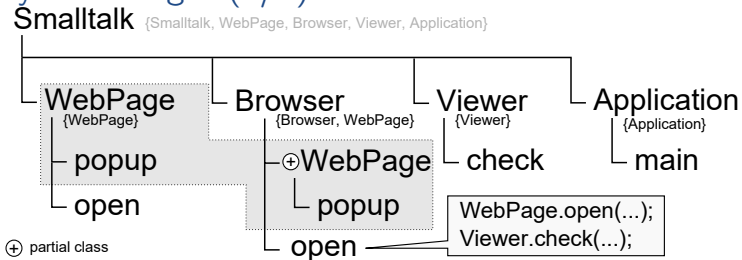 Smalltalk {Smalltalk, WebPage, Browser, Viewer, Application}
WebPage Browser Viewer Application
{WebPage} {Browser, WebPage} {Viewer} {Application}
popup ⊕WebPage check main
open popup
WebPage.open(...);
Viewer.check(...);
⊕ partial class open